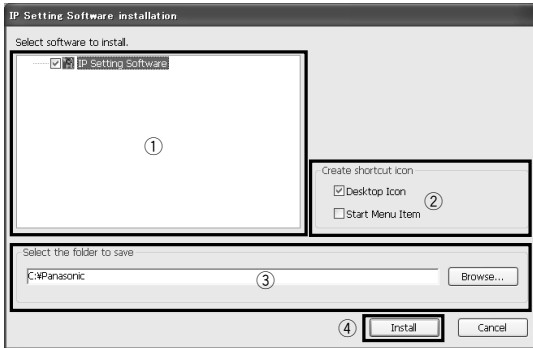 IP Setting Software installation
Select software to install.
IP Setting Software
①
Create shortcut icon
Desktop Icon
②
Start Menu Item
Select the folder to save
C:¥Panasonic
③
Browse...
④
Install
Cancel